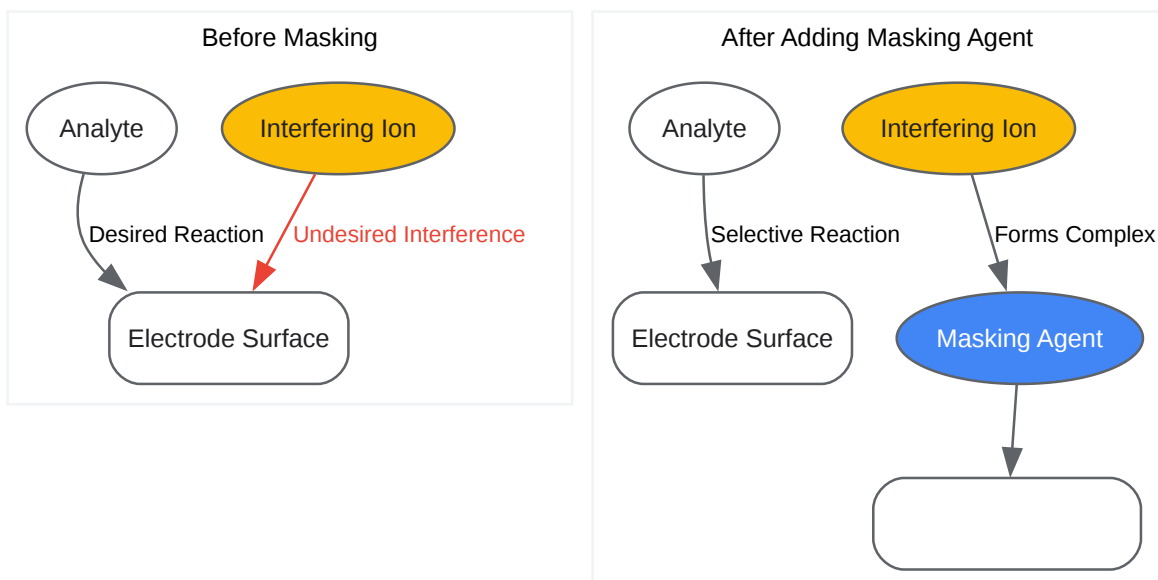 Before Masking
Analyte
Interfering Ion
Desired Reaction
Undesired Interference
Electrode Surface
After Adding Masking Agent
Analyte
Interfering Ion
Selective Reaction
Forms Complex
Electrode Surface
Masking Agent